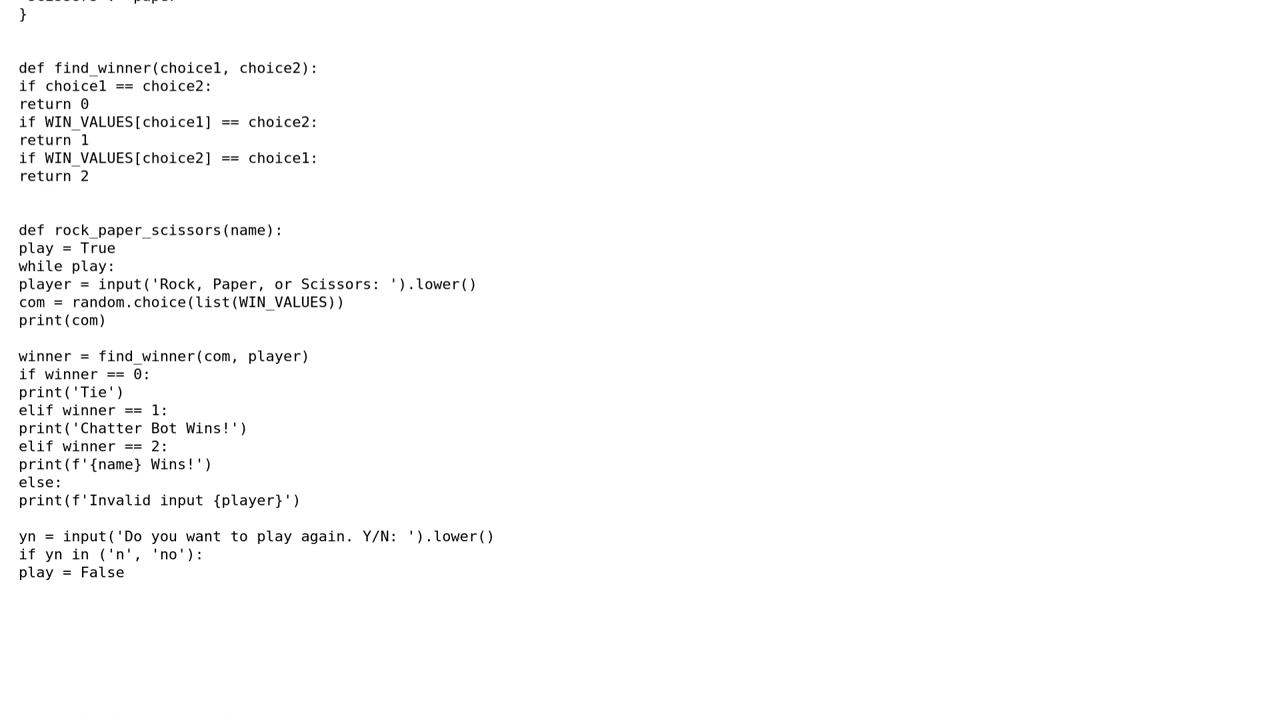 }
def find_winner(choice1, choice2):
if choice1 == choice2:
return 0
if WIN_VALUES[choice1] == choice2:
return 1
if WIN_VALUES[choice2] == choice1:
return 2
def rock_paper_scissors(name):
play = True
while play:
player = input('Rock, Paper, or Scissors: ').lower()
com = random.choice(list(WIN_VALUES))
print(com)
winner = find_winner(com, player)
if winner == 0:
print('Tie')
elif winner == 1:
print('Chatter Bot Wins!')
elif winner == 2:
print(f'{name} Wins!')
else:
print(f'Invalid input {player}')
yn = input('Do you want to play again. Y/N: ').lower()
if yn in ('n', 'no'):
play = False